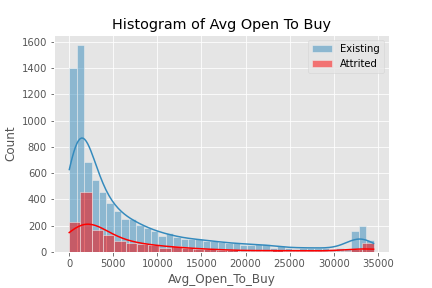 Histogram of Avg Open To Buy
Existing
Attrited
Count
1600
1400
1200
1000
800
600
400
200
0
0 5000 10000 15000 20000 25000 30000 35000
Avg_Open_To_Buy